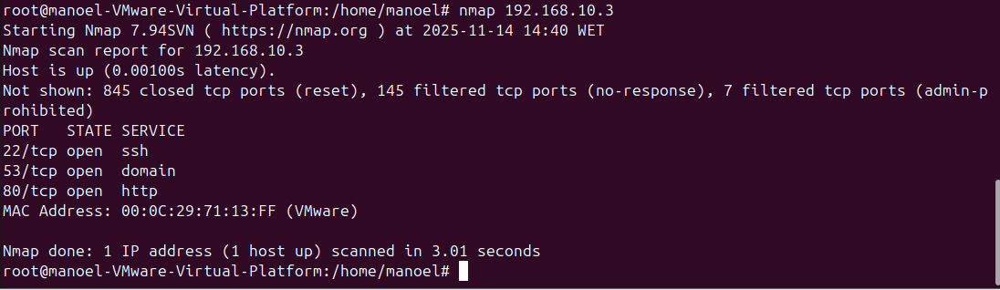 root@manoel-VMware-Virtual-Platform:/home/manoel# nmap 192.168.10.3
Starting Nmap 7.94SVN ( https://nmap.org ) at 2025-11-14 14:40 WET
Nmap scan report for 192.168.10.3
Host is up (0.00100s latency).
Not shown: 845 closed tcp ports (reset), 145 filtered tcp ports (no-response), 7 filtered tcp ports (admin-p
rohibited)
PORT   STATE SERVICE
22/tcp open  ssh
53/tcp open  domain
80/tcp open  http
MAC Address: 00:0C:29:71:13:FF (VMware)

Nmap done: 1 IP address (1 host up) scanned in 3.01 seconds
root@manoel-VMware-Virtual-Platform:/home/manoel#